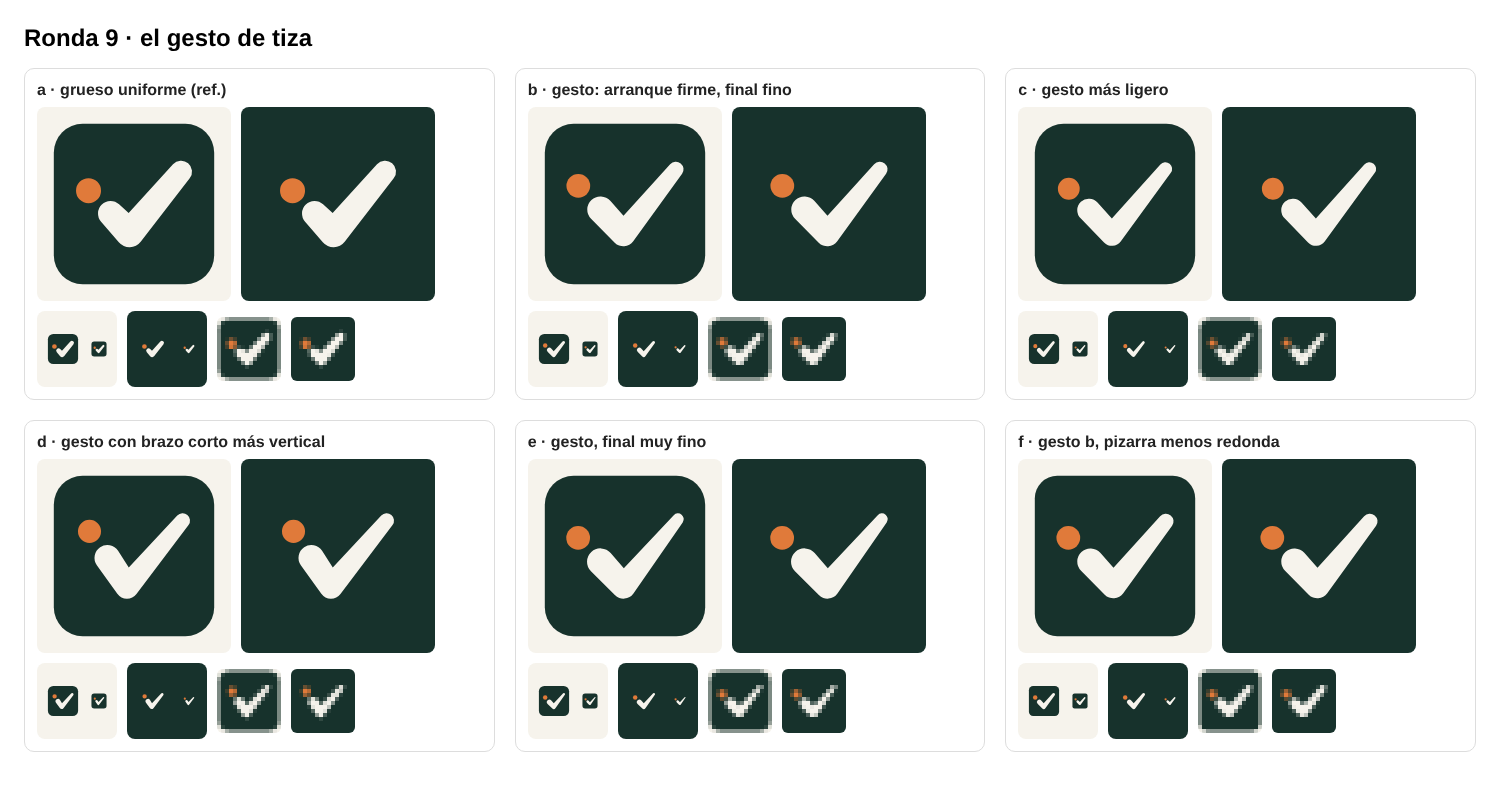 Ronda 9 · el gesto de tiza
a · grueso uniforme (ref.)
b · gesto: arranque firme, final fino
c · gesto más ligero
d · gesto con brazo corto más vertical
e · gesto, final muy fino
f · gesto b, pizarra menos redonda